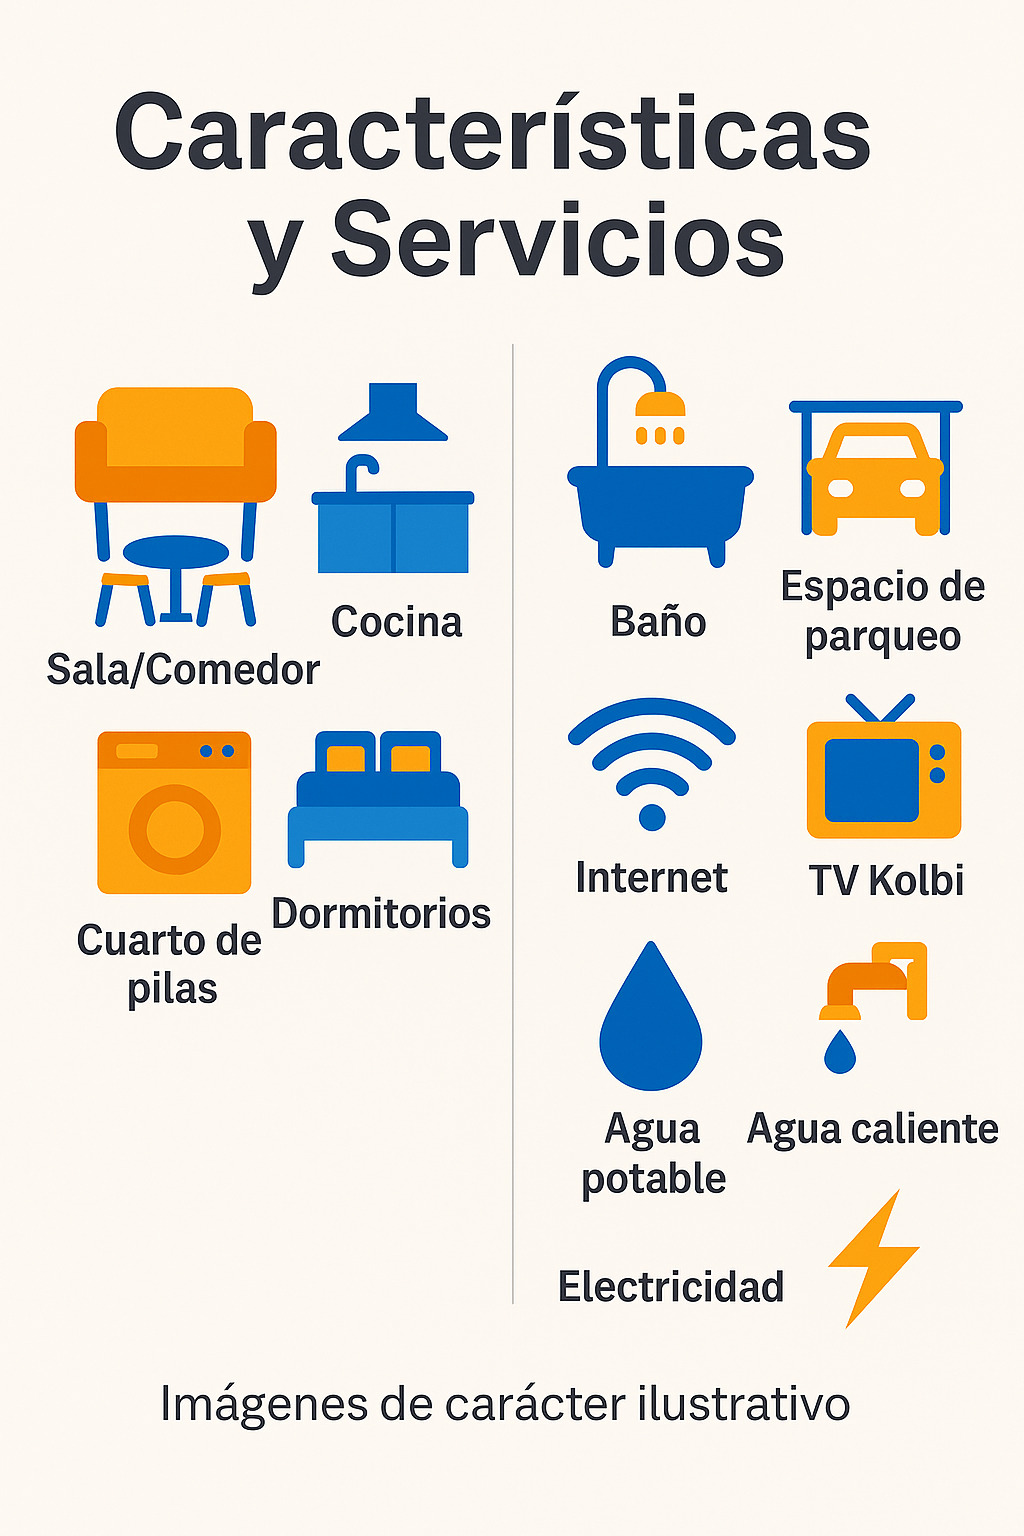 Características
y Servicios
Sala/Comedor
Cocina
Cuarto de
pilas
Dormitorios
Baño
Espacio de
parqueo
Internet
TV Kolbi
Agua
potable
Agua caliente
Electricidad
Imágenes de carácter ilustrativo